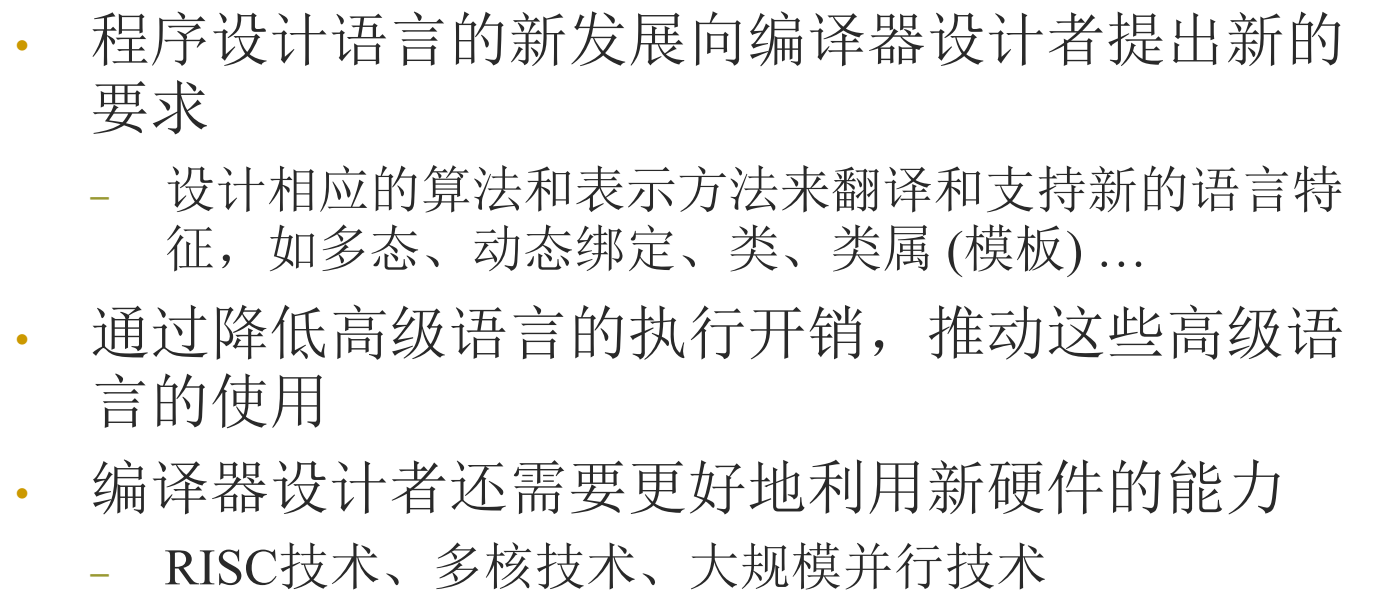 • 程序设计语言的新发展向编译器设计者提出新的
要求
– 设计相应的算法和表示方法来翻译和支持新的语言特
征，如多态、动态绑定、类、类属 (模板) …
• 通过降低高级语言的执行开销，推动这些高级语
言的使用
• 编译器设计者还需要更好地利用新硬件的能力
– RISC技术、多核技术、大规模并行技术